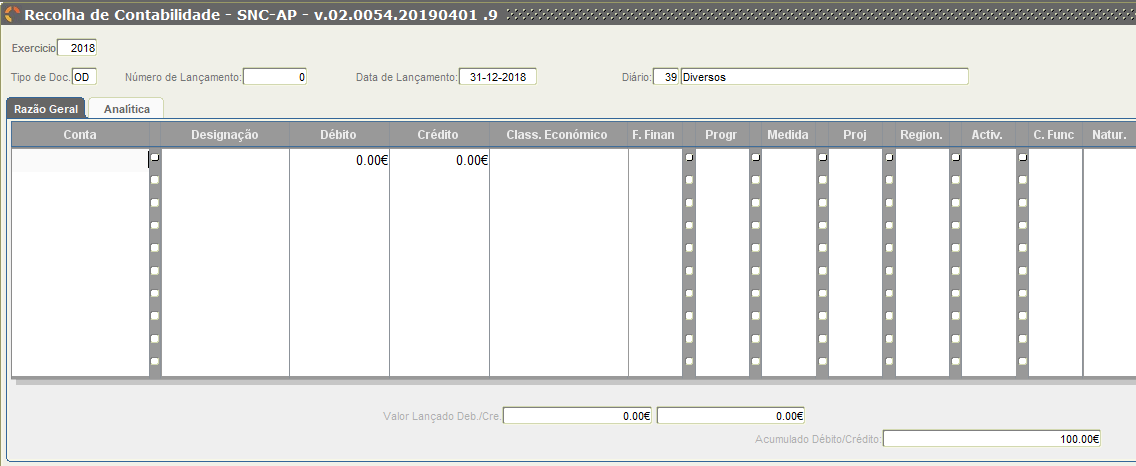 Recolha de Contabilidade - SNC-AP - v.02.0054.20190401 .9
Exercicio 2018
Tipo de Doc. OD Número de Lançamento: 0 Data de Lançamento: 31-12-2018 Diário: 39 Diversos
Razão Geral Analítica
Conta Designação Débito Crédito Class. Económico F. Finan Progr Medida Proj Region. Activ. C. Func Natur.
0.00€ 0.00€
Valor Lançado Deb./Cre. 0.00€ 0.00€
Acumulado Débito/Crédito: 100.00€